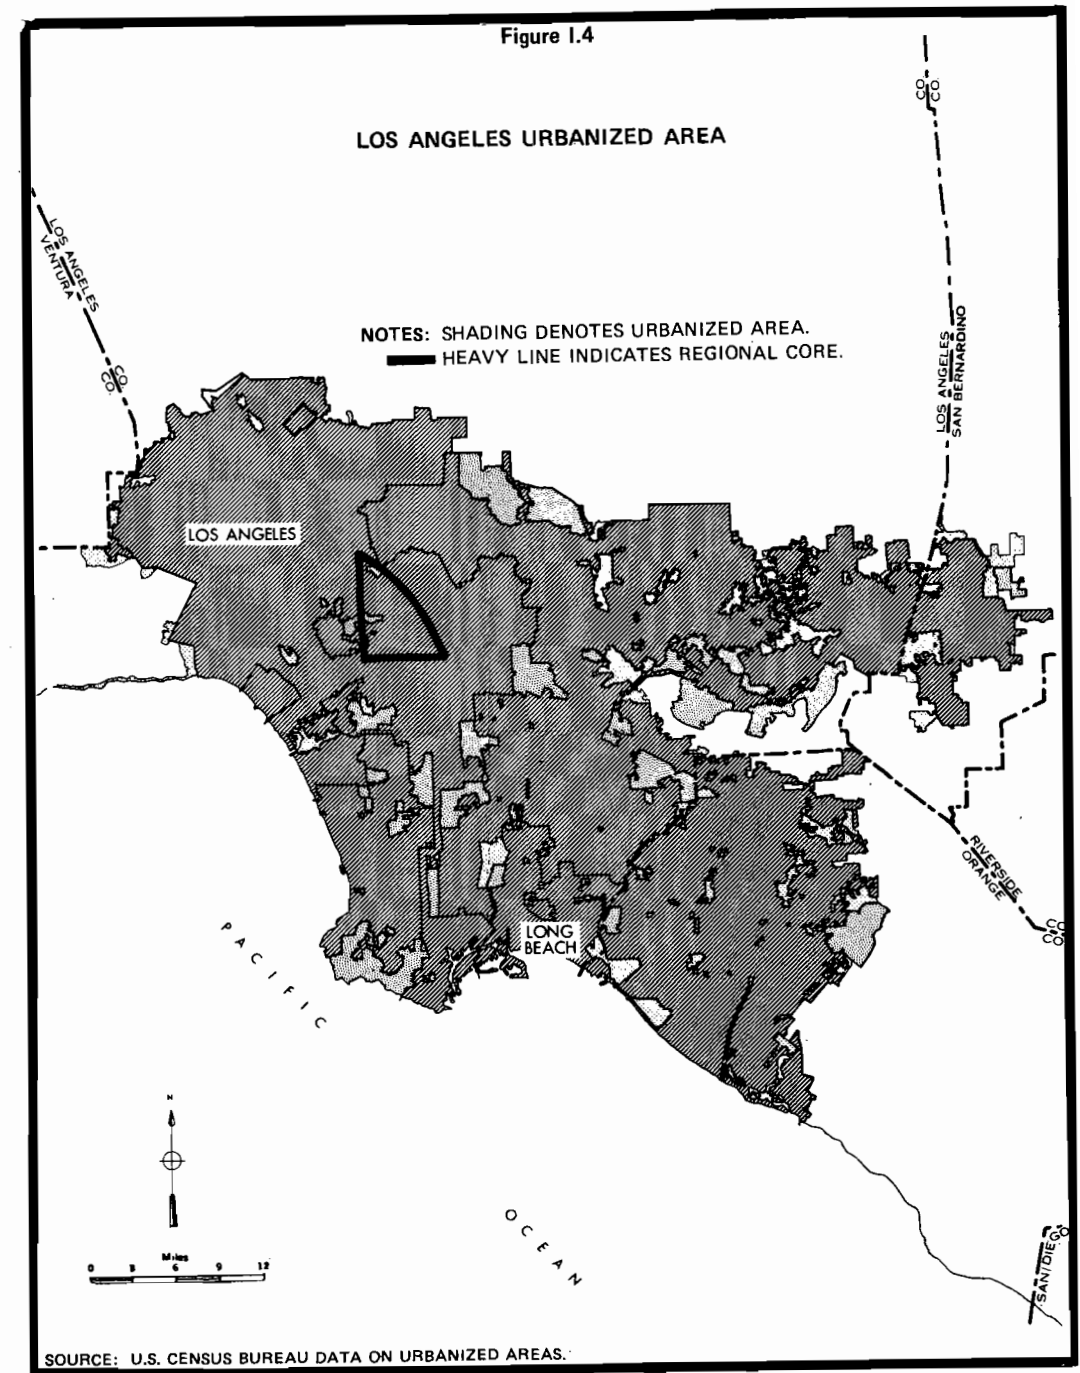 Figure I.4
LOS ANGELES URBANIZED AREA
CO.
CO.
LOS ANGELES
VENTURA
NOTES: SHADING DENOTES URBANIZED AREA.
HEAVY LINE INDICATES REGIONAL CORE.
LOS ANGELES
SAN BERNARDINO
CO.
CO.
LOS ANGELES
RIVERSIDE
ORANGE
CO.
CO.
LONG
BEACH
PACIFIC
OCEAN
N
Miles
0 3 6 9 12
SAN DIEGO
SOURCE: U.S. CENSUS BUREAU DATA ON URBANIZED AREAS.